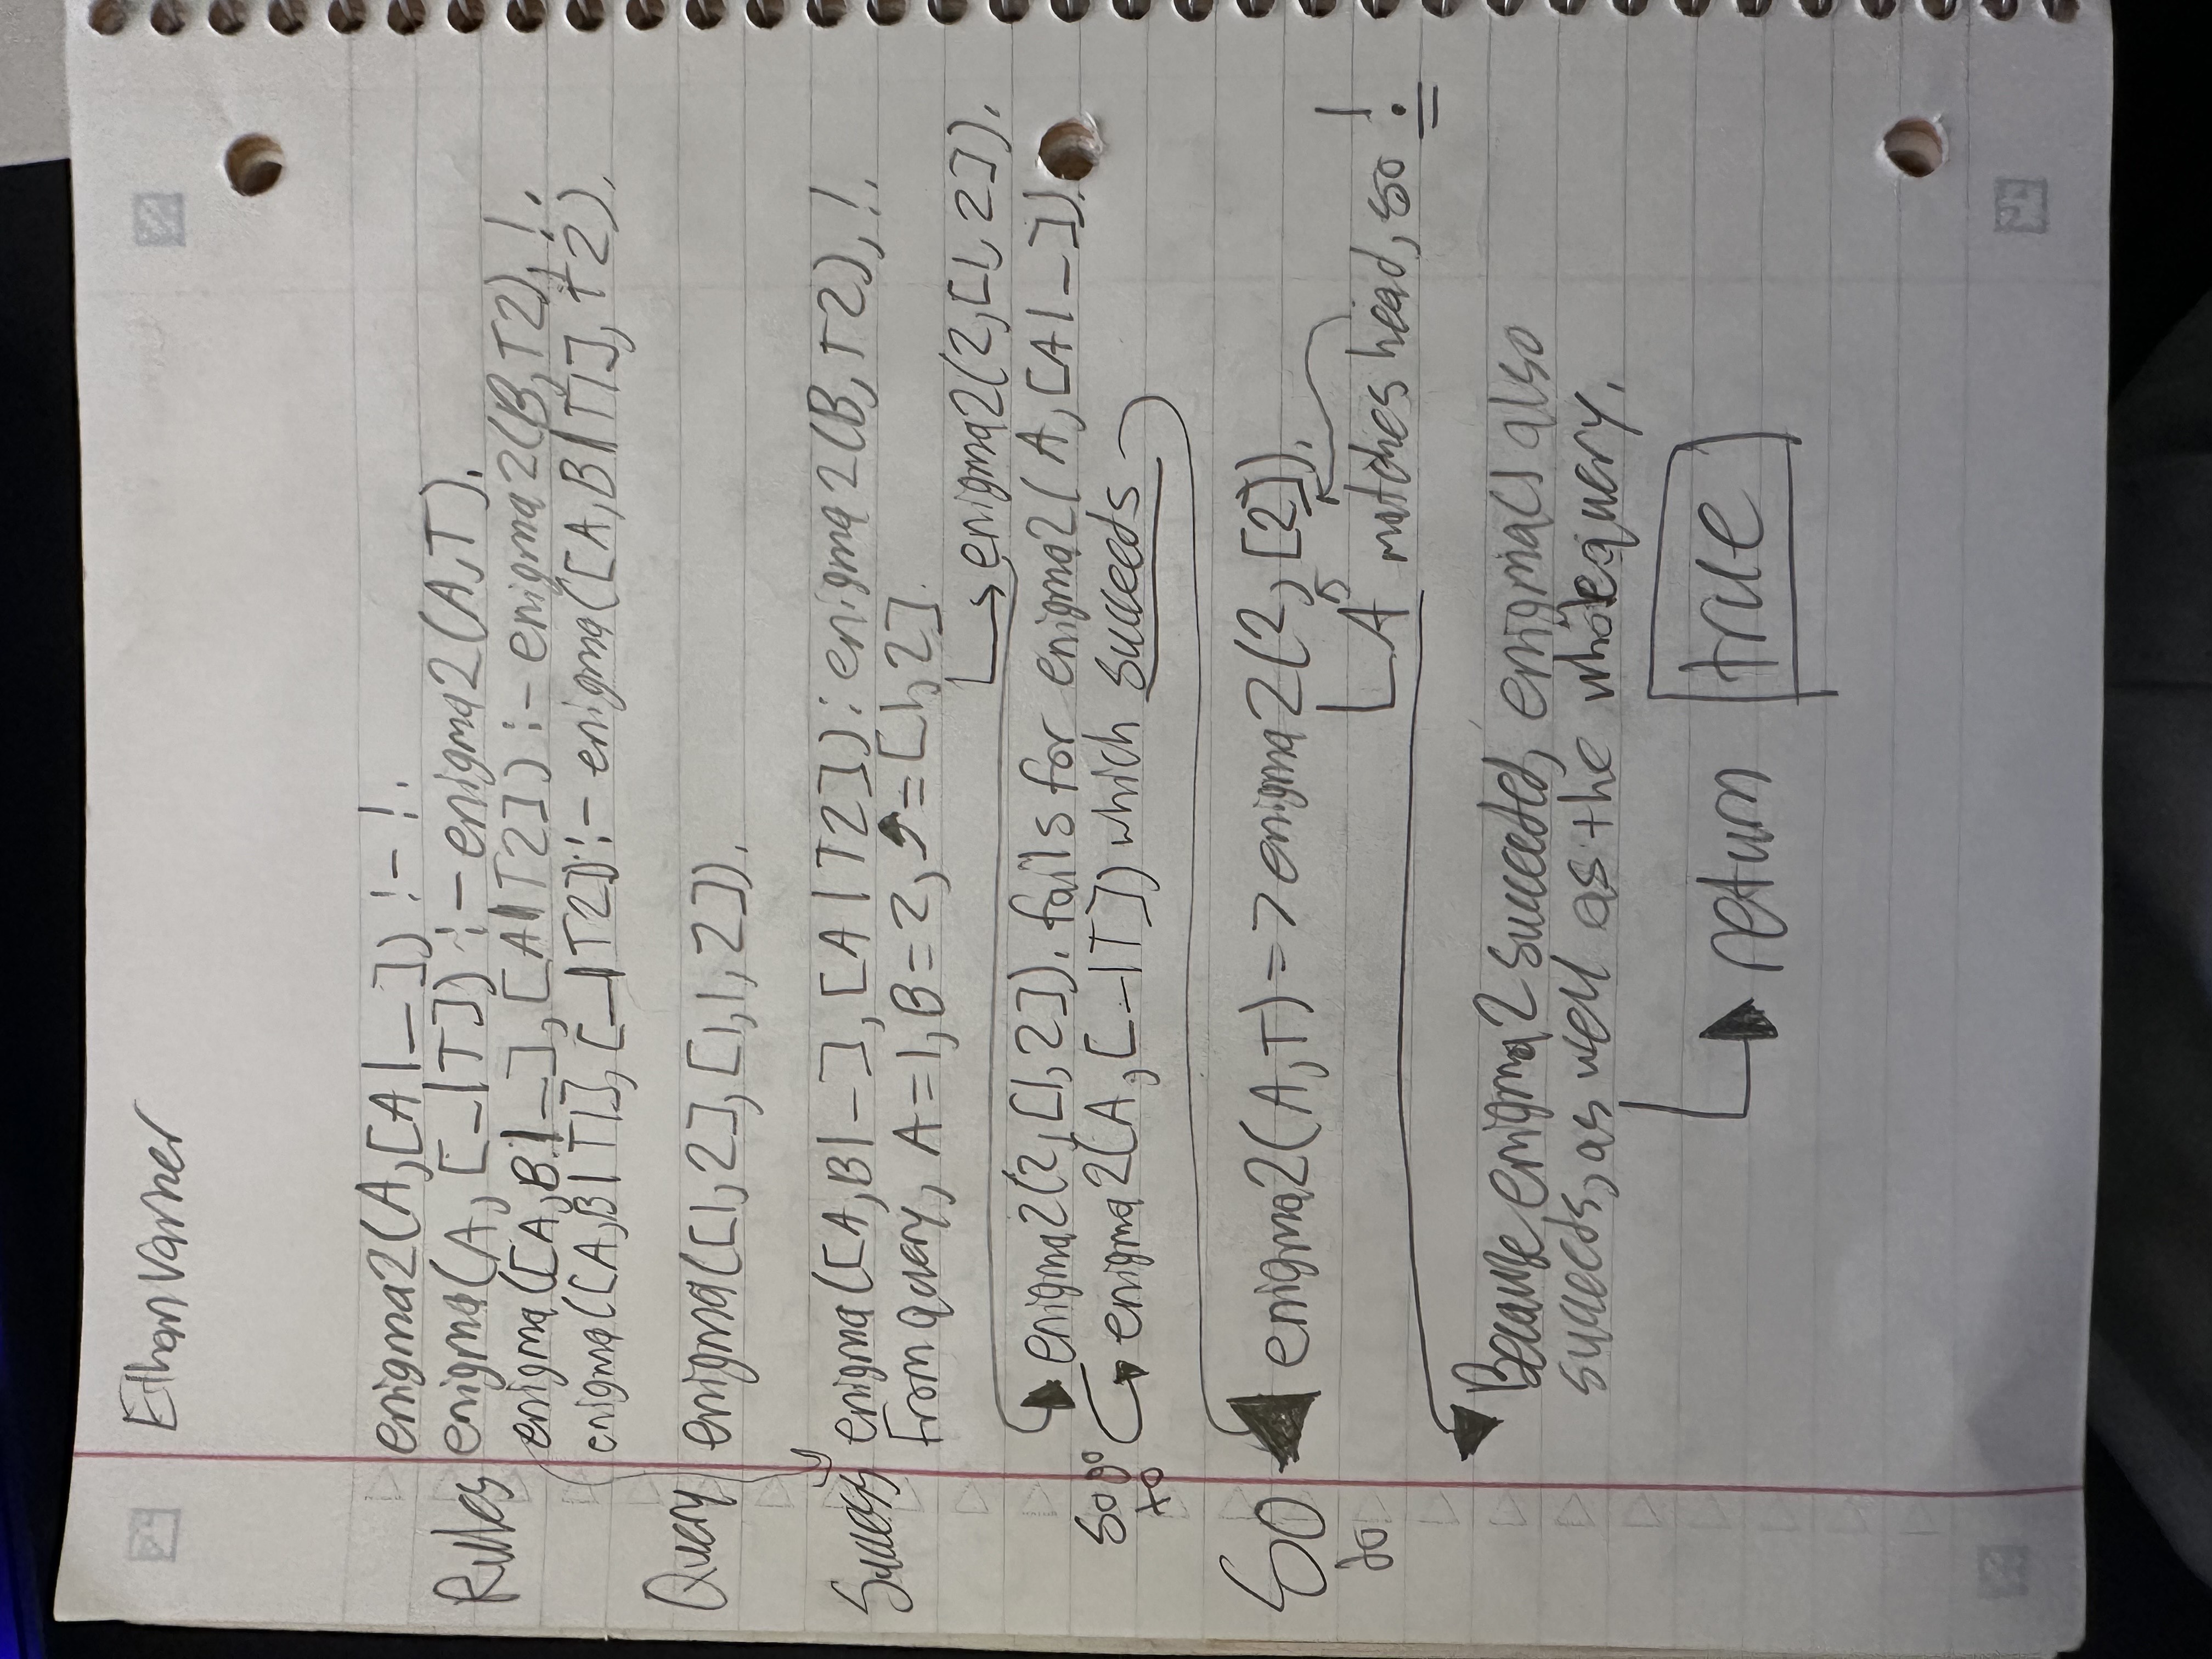 Ethan Varner
enigma2(A,[A|_]) :- !.
Rules
enigma(A, [_|T]) :- enigma2(A,T).
enigma([A,B|_],[A|T2]) :- enigma2(B,T2), !.
enigma([A,B|T1],[_|T2]) :- enigma([A,B|T1],T2).
Query
enigma([1,2],[1,1,2]).
Success
enigma([A,B|_],[A|T2]): enigma2(B,T2),!.
From query, A=1, B=2, =[1,2].
enigma2(2,[1,2]).
enigma2(2,[1,2]). fails for enigma2(A,[A|_]).
So go to
enigma2(A,[_|T]) which succeeds
So do
enigma2(A,T)=>enigma2(2,[2]).
A matches head, so !
Because enigma2 succeeded, enigma() also
succeeds, as well as the whole query.
return true